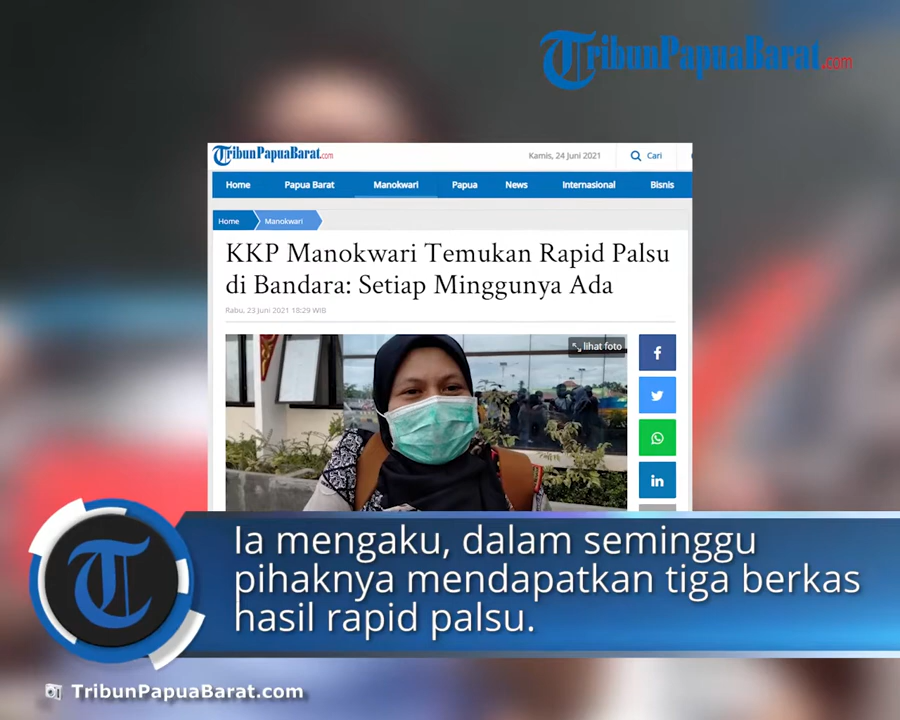 TribunPapuaBarat.com
TribunPapuaBarat.com
Kamis, 24 Juni 2021
Cari
Home Papua Barat Manokwari Papua News Internasional Bisnis
Home Manokwari
KKP Manokwari Temukan Rapid Palsu
di Bandara: Setiap Minggunya Ada
Rabu, 23 Juni 2021 18:29 WIB
lihat foto
Ia mengaku, dalam seminggu
pihaknya mendapatkan tiga berkas
hasil rapid palsu.
TribunPapuaBarat.com